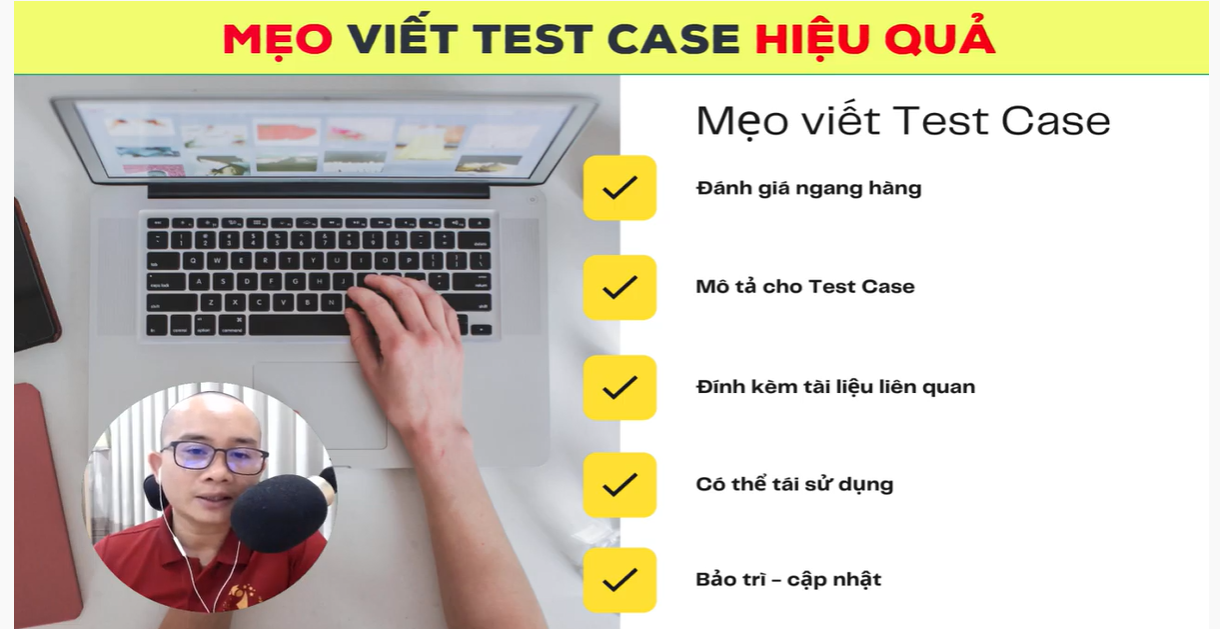 MẸO VIẾT TEST CASE HIỆU QUẢ
Mẹo viết Test Case
Đánh giá ngang hàng
Mô tả cho Test Case
Đính kèm tài liệu liên quan
Có thể tái sử dụng
Bảo trì – cập nhật